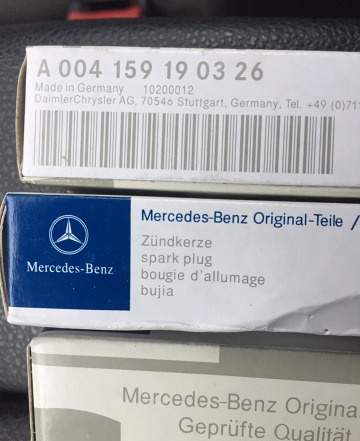 A 004 159 19 03 26
Made in Germany 10200012
DaimlerChrysler AG, 70546 Stuttgart, Germany, Tel. +49 (0)711
Mercedes-Benz Original-Teile /
Zündkerze
spark plug
bougie d'allumage
bujia
Mercedes-Benz
Mercedes-Benz Origina
Geprüfte Qualität